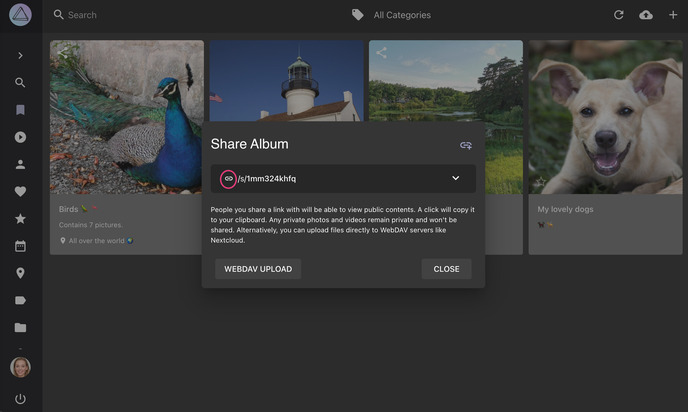 Search
All Categories
Share Album
/s/1mm324khfq
People you share a link with will be able to view public contents. A click will copy it
to your clipboard. Any private photos and videos remain private and won't be
shared. Alternatively, you can upload files directly to WebDAV servers like
Nextcloud.
WEBDAV UPLOAD
CLOSE
Birds
Contains 7 pictures.
All over the world
My lovely dogs